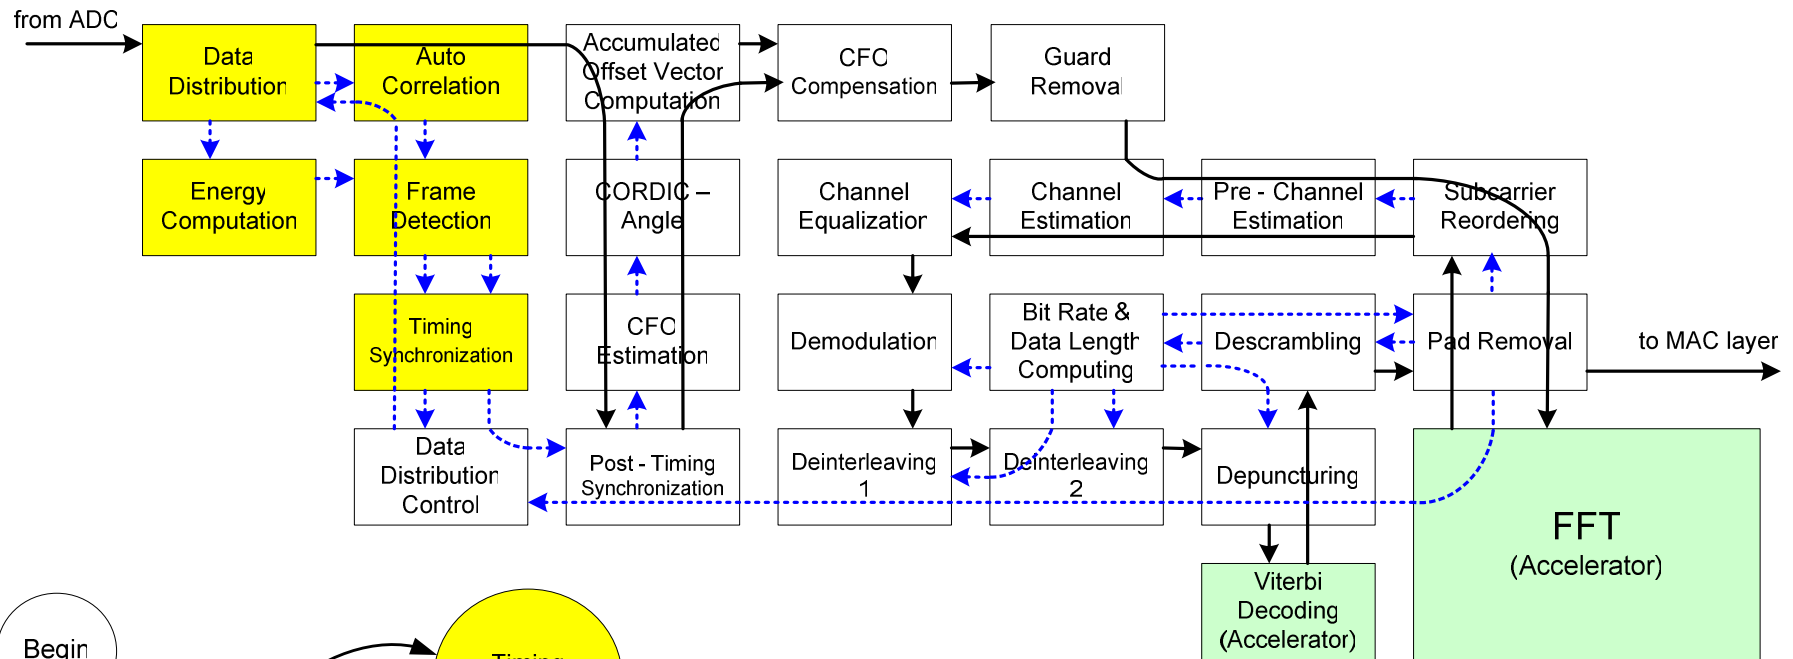 from ADC
Data
Distribution
Auto
Correlation
Accumulated
Offset Vector
Computation
CFO
Compensation
Guard
Removal
Energy
Computation
Frame
Detection
CORDIC –
Angle
Channel
Equalization
Channel
Estimation
Pre - Channel
Estimation
Subcarrier
Reordering
Timing
Synchronization
CFO
Estimation
Demodulation
Bit Rate &
Data Length
Computing
Descrambling
Pad Removal
to MAC layer
Data
Distribution
Control
Post - Timing
Synchronization
Deinterleaving
1
Deinterleaving
2
Depuncturing
FFT
(Accelerator)
Viterbi
Decoding
(Accelerator)
Begin
Timing